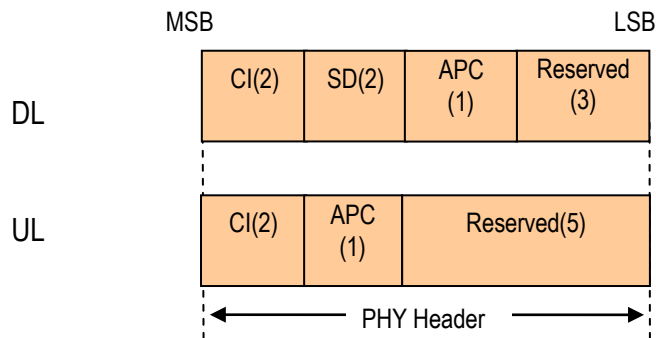 MSB LSB
DL
CI(2) SD(2) APC Reserved
(1) (3)
UL
CI(2) APC Reserved(5)
(1)
PHY Header